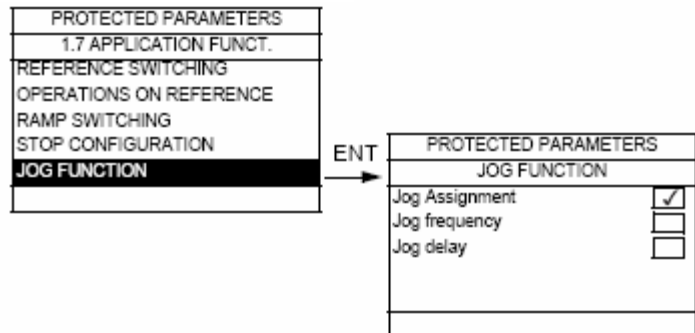 PROTECTED PARAMETERS
1.7 APPLICATION FUNCT.
REFERENCE SWITCHING
OPERATIONS ON REFERENCE
RAMP SWITCHING
STOP CONFIGURATION
JOG FUNCTION
ENT
PROTECTED PARAMETERS
JOG FUNCTION
Jog Assignment
Jog frequency
Jog delay